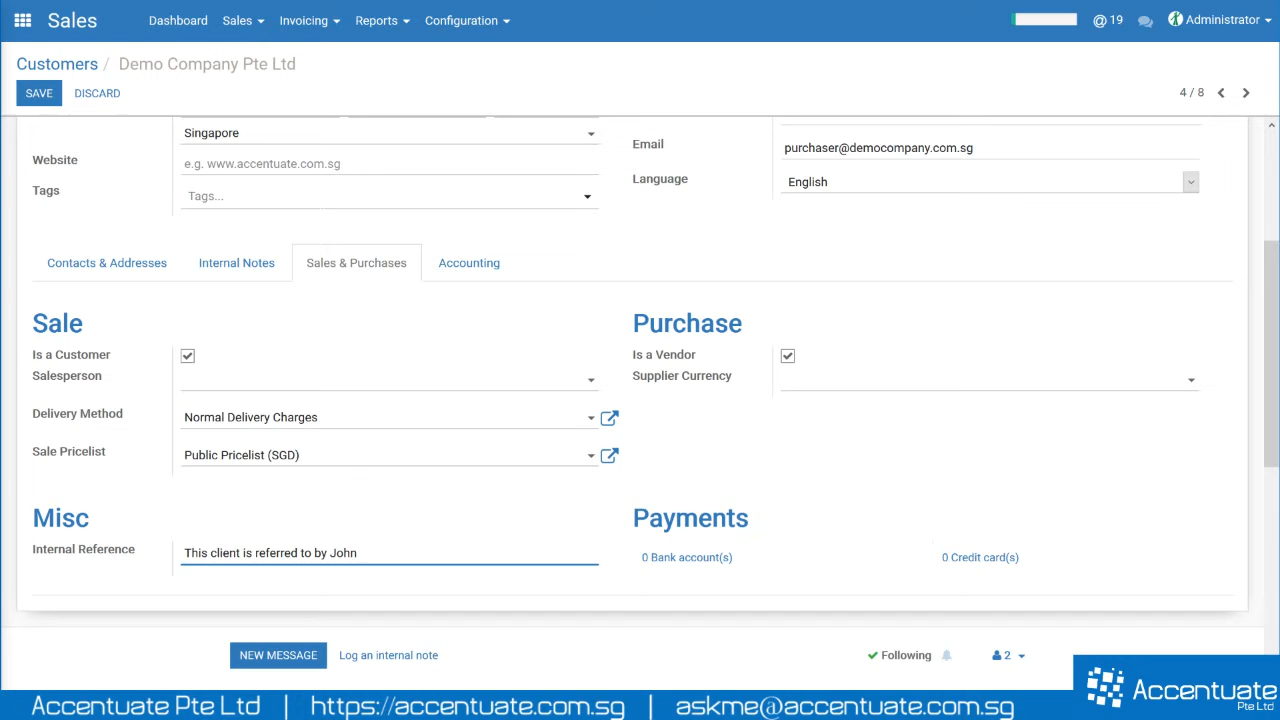 Sales Dashboard Sales Invoicing Reports Configuration @ 19 Administrator
Customers / Demo Company Pte Ltd
SAVE DISCARD 4 / 8
Singapore
Email purchaser@democompany.com.sg
Website e.g. www.accentuate.com.sg
Language English
Tags Tags...
Contacts & Addresses Internal Notes Sales & Purchases Accounting
Sale Purchase
Is a Customer Is a Vendor
Salesperson Supplier Currency
Delivery Method Normal Delivery Charges
Sale Pricelist Public Pricelist (SGD)
Misc Payments
Internal Reference This client is referred to by John 0 Bank account(s) 0 Credit card(s)
NEW MESSAGE Log an internal note Following 2
Accentuate Pte Ltd | https://accentuate.com.sg | askme@accentuate.com.sg
Accentuate
Pte Ltd